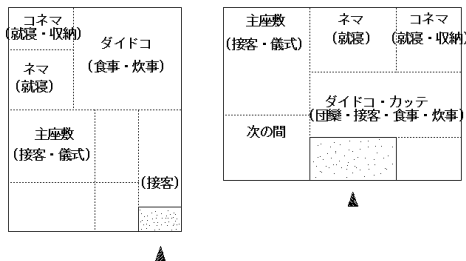 コネマ
(就寝・収納)
ダイドコ
(食事・炊事)
ネマ
(就寝)
主座敷
(接客・儀式)
(接客)
主座敷
(接客・儀式)
ネマ
(就寝)
コネマ
(就寝・収納)
ダイドコ・カッテ
(団欒・接客・食事・炊事)
次の間